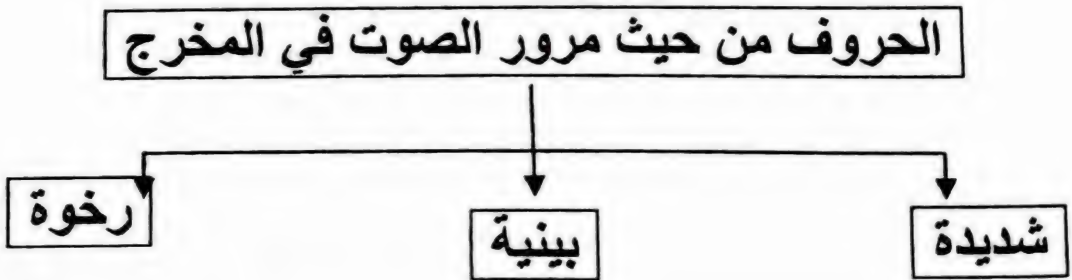 الحروف من حيث مرور الصوت في المخرج
شديدة
بينية
رخوة